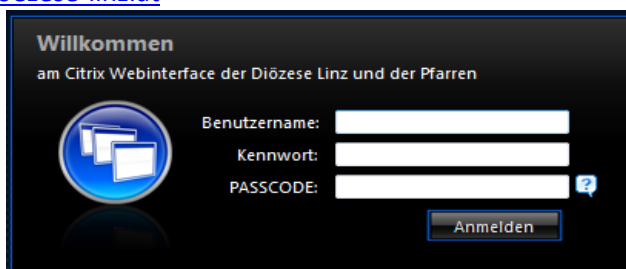 Willkommen
am Citrix Webinterface der Diözese Linz und der Pfarren
Benutzername:
Kennwort:
PASSCODE:
Anmelden